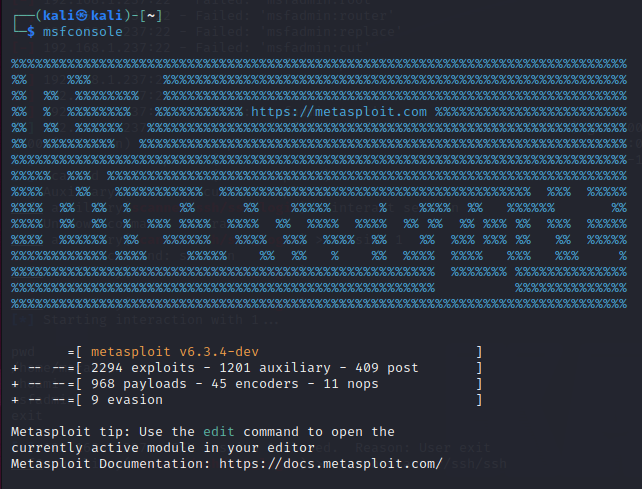 ┌──(kali㉿kali)-[~]
└─$ msfconsole
https://metasploit.com
=[ metasploit v6.3.4-dev ]
+ -- --=[ 2294 exploits - 1201 auxiliary - 409 post ]
+ -- --=[ 968 payloads - 45 encoders - 11 nops ]
+ -- --=[ 9 evasion ]
Metasploit tip: Use the edit command to open the
currently active module in your editor
Metasploit Documentation: https://docs.metasploit.com/